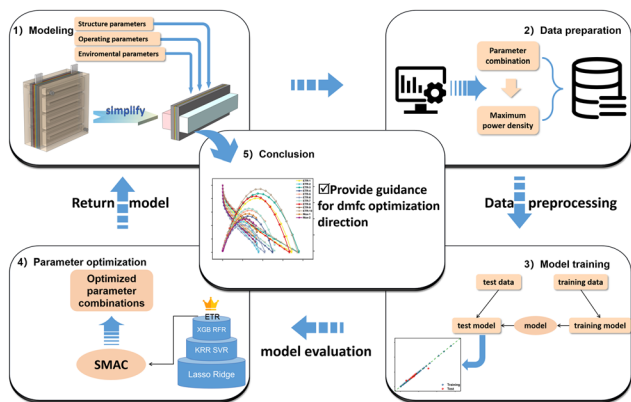 1) Modeling
Structure parameters
Operating parameters
Enviromental parameters
simplify
2) Data preparation
Parameter
combination
Maximum
power density
5) Conclusion
☑Provide guidance
for dmfc optimization
direction
Return model
Data preprocessing
4) Parameter optimization
Optimized
parameter
combinations
SMAC
ETR
XGB RFR
KRR SVR
Lasso Ridge
model evaluation
3) Model training
test data
training data
test model
model
training model
Training
Test